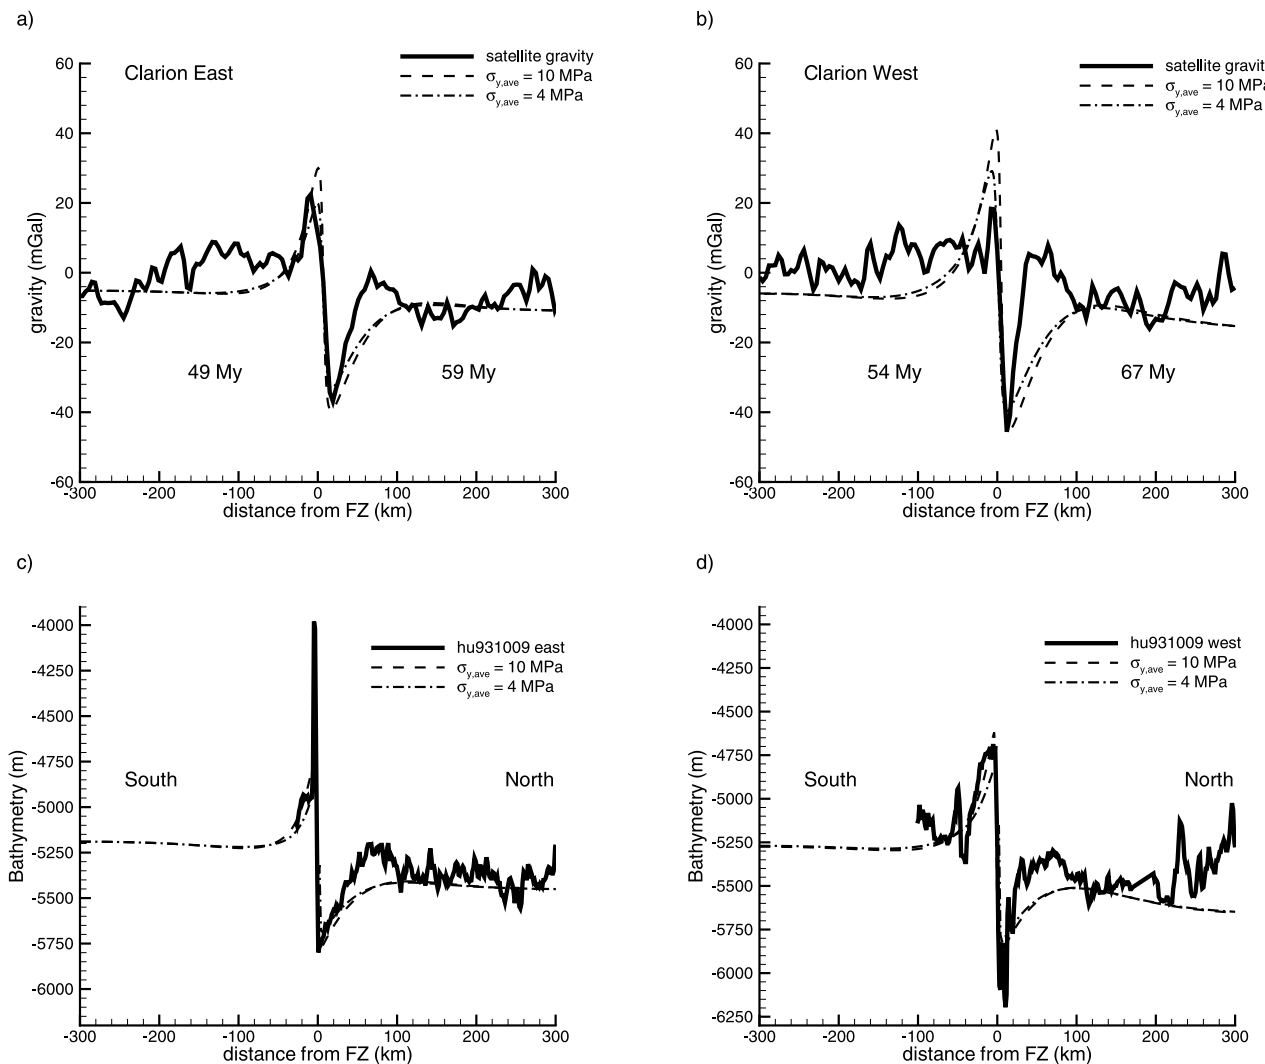 a)
satellite gravity
σy,ave = 10 MPa
σy,ave = 4 MPa
Clarion East
60
40
20
0
-20
-40
-60
gravity (mGal)
49 My
59 My
-300
-200
-100
0
100
200
300
distance from FZ (km)
b)
satellite gravit
σy,ave = 10 MP
σy,ave = 4 MPa
Clarion West
60
40
20
0
-20
-40
-60
gravity (mGal)
54 My
67 My
-300
-200
-100
0
100
200
300
distance from FZ (km)
c)
hu931009 east
σy,ave = 10 MPa
σy,ave = 4 MPa
-4000
-4250
-4500
-4750
-5000
-5250
-5500
-5750
-6000
Bathymetry (m)
South
North
-300
-200
-100
0
100
200
300
distance from FZ (km)
d)
hu931009 west
σy,ave = 10 MPa
σy,ave = 4 MPa
-4000
-4250
-4500
-4750
-5000
-5250
-5500
-5750
-6000
-6250
Bathymetry (m)
South
North
-300
-200
-100
0
100
200
300
distance from FZ (km)